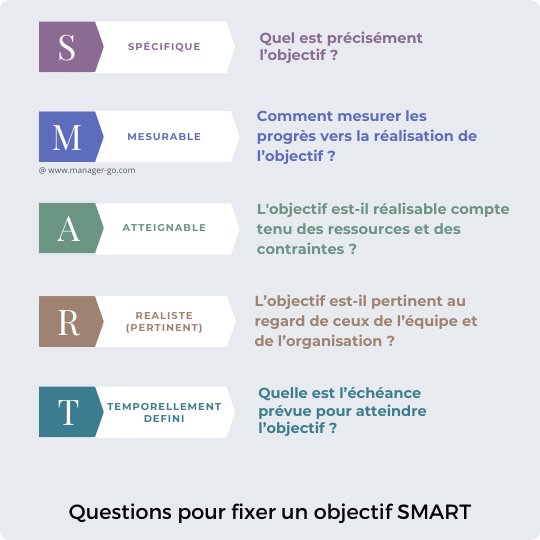 S
SPÉCIFIQUE
Quel est précisément
l’objectif ?
M
MESURABLE
Comment mesurer les
progrès vers la réalisation de
l’objectif ?
@ www.manager-go.com
A
ATTEIGNABLE
L'objectif est-il réalisable compte
tenu des ressources et des
contraintes ?
R
REALISTE
(PERTINENT)
L’objectif est-il pertinent au
regard de ceux de l’équipe et
de l’organisation ?
T
TEMPORELLEMENT
DEFINI
Quelle est l’échéance
prévue pour atteindre
l’objectif ?
Questions pour fixer un objectif SMART